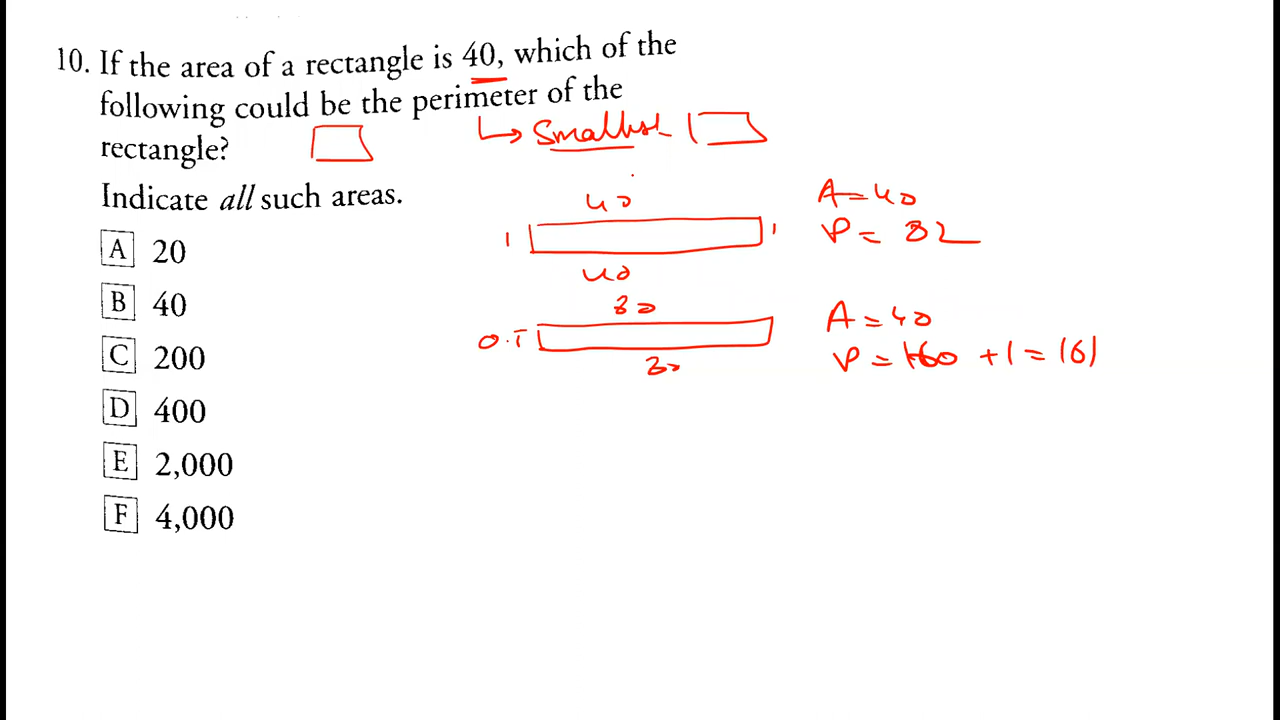 10. If the area of a rectangle is 40, which of the
following could be the perimeter of the
rectangle?
Indicate all such areas.
A 20
B 40
C 200
D 400
E 2,000
F 4,000
↳ Smallest
40
1 1
40
A = 40
P = 82
80
0.5
80
A = 40
P = 160 + 1 = 161